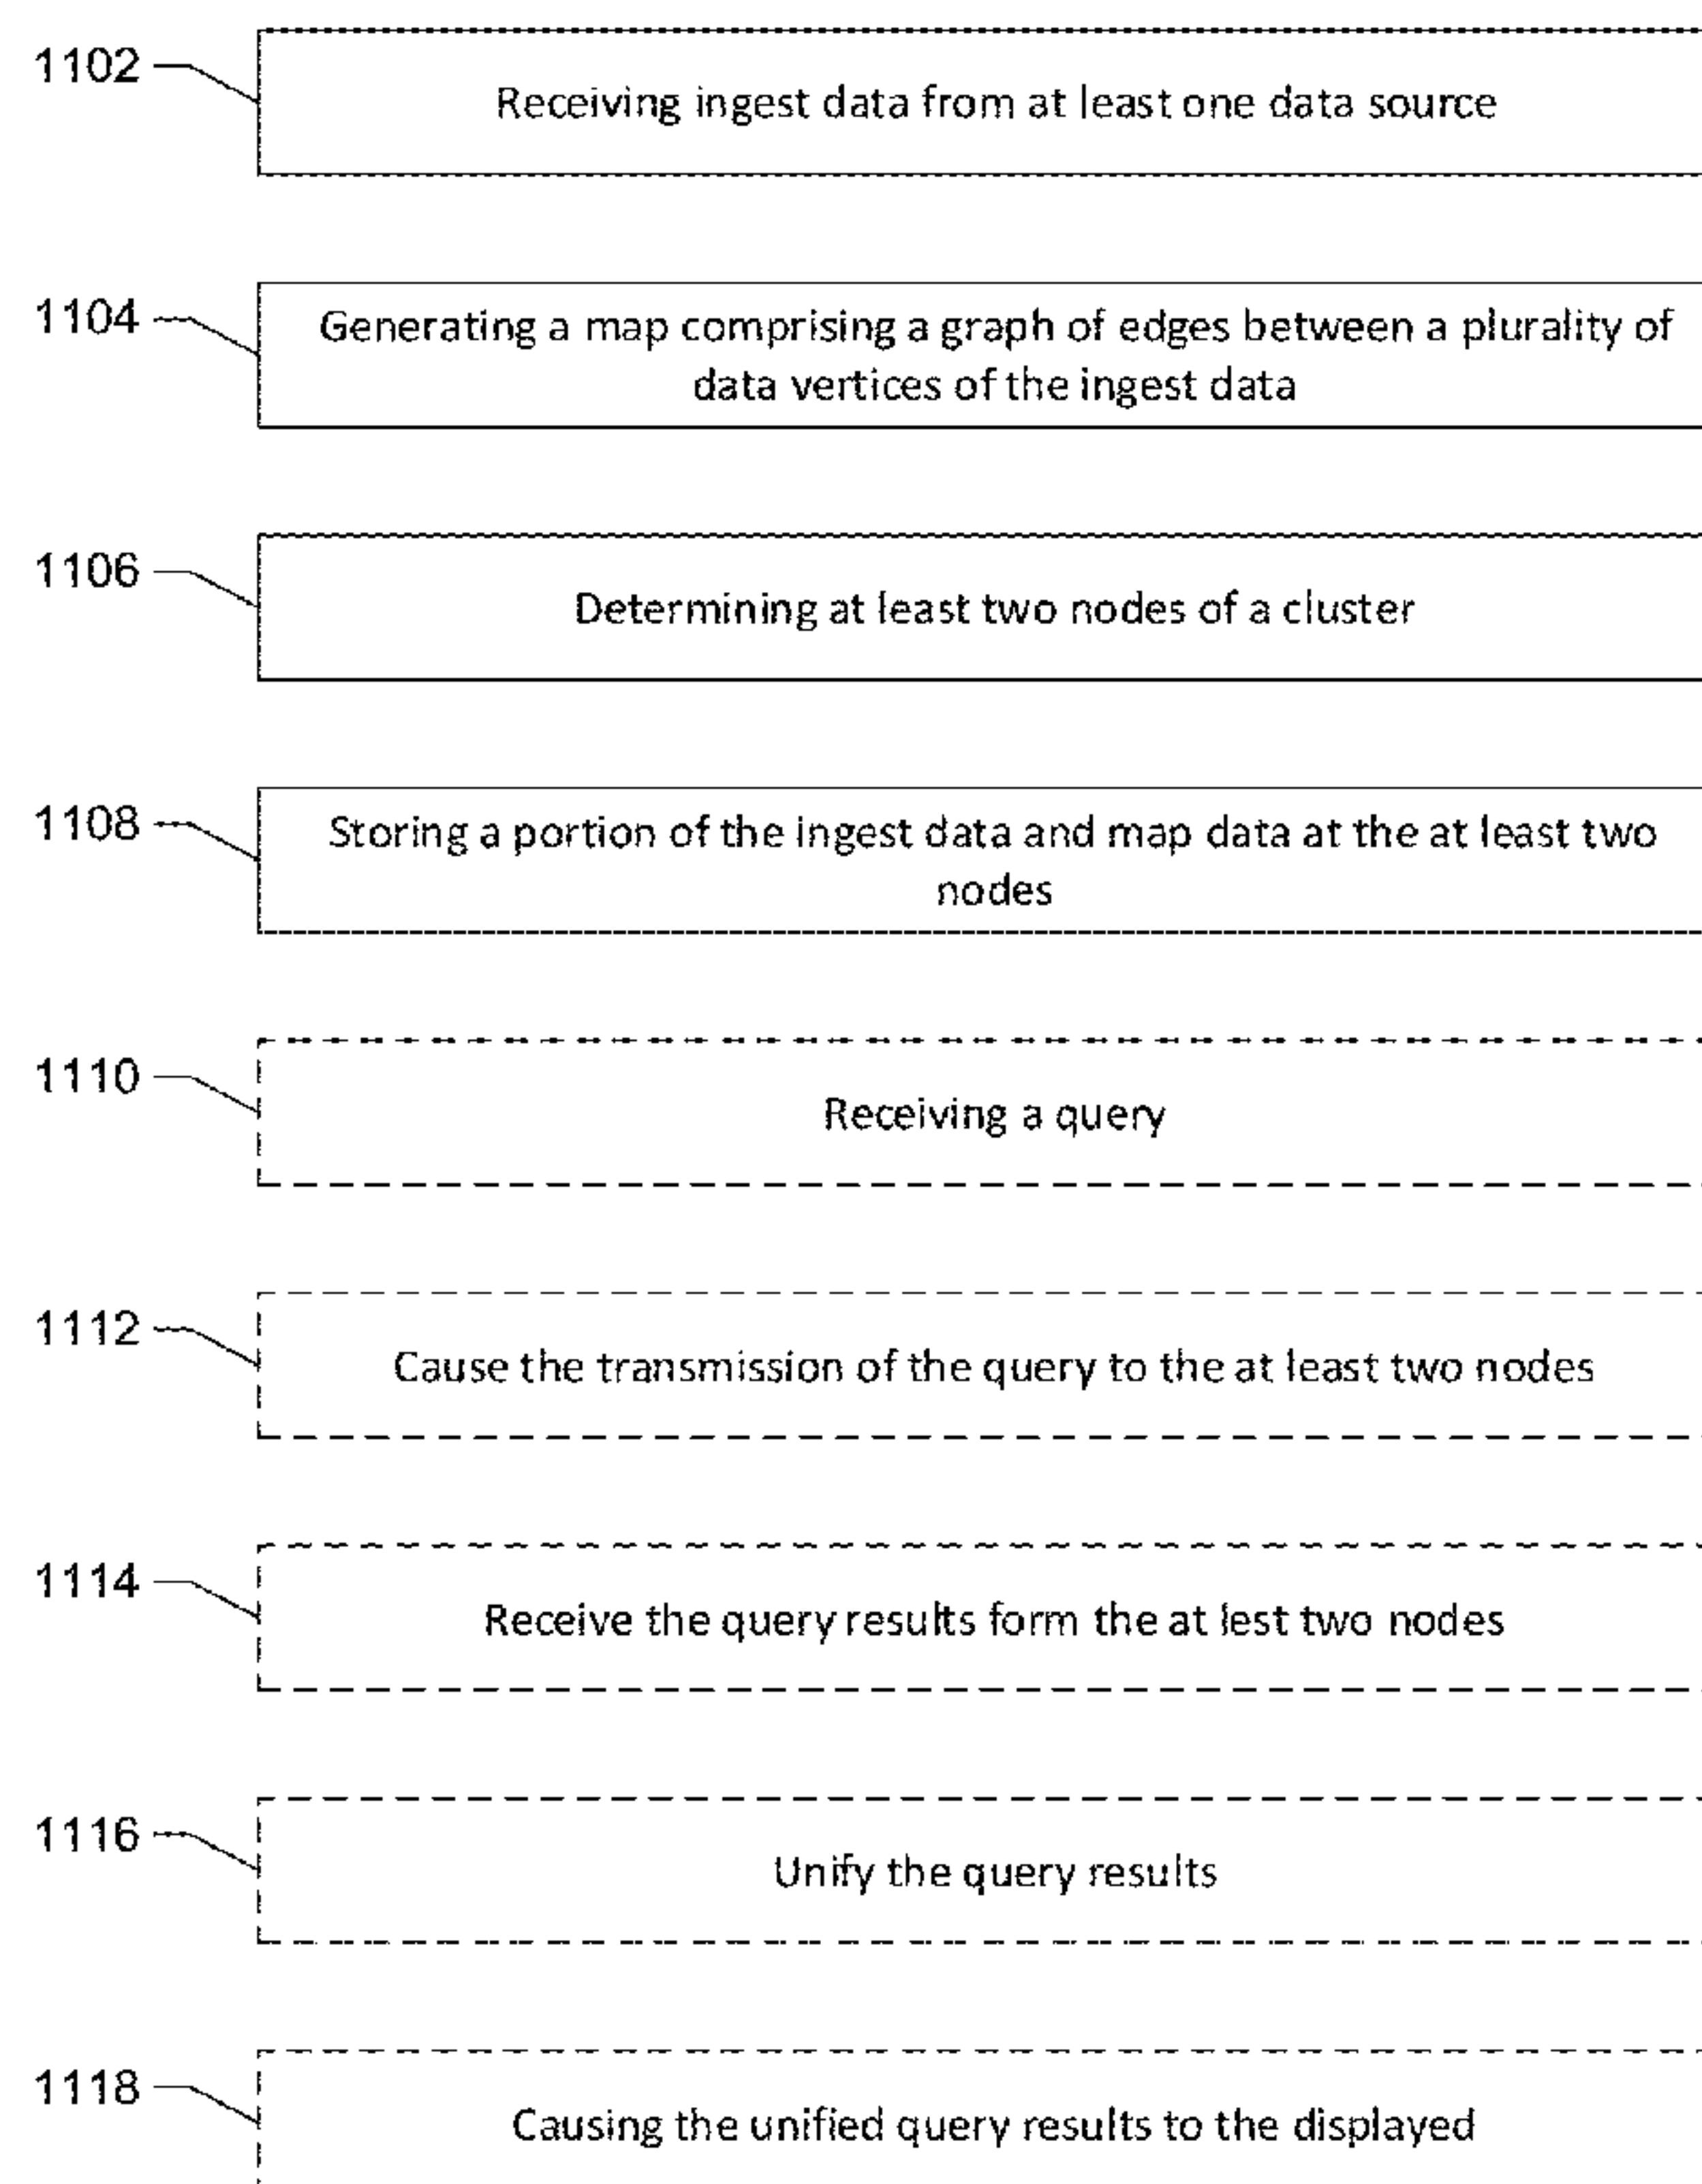 1102
Receiving ingest data from at least one data source
1104
Generating a map comprising a graph of edges between a plurality of
data vertices of the ingest data
1106
Determining at least two nodes of a cluster
1108
Storing a portion of the ingest data and map data at the at least two
nodes
1110
Receiving a query
1112
Cause the transmission of the query to the at least two nodes
1114
Receive the query results form the at lest two nodes
1116
Unify the query results
1118
Causing the unified query results to the displayed